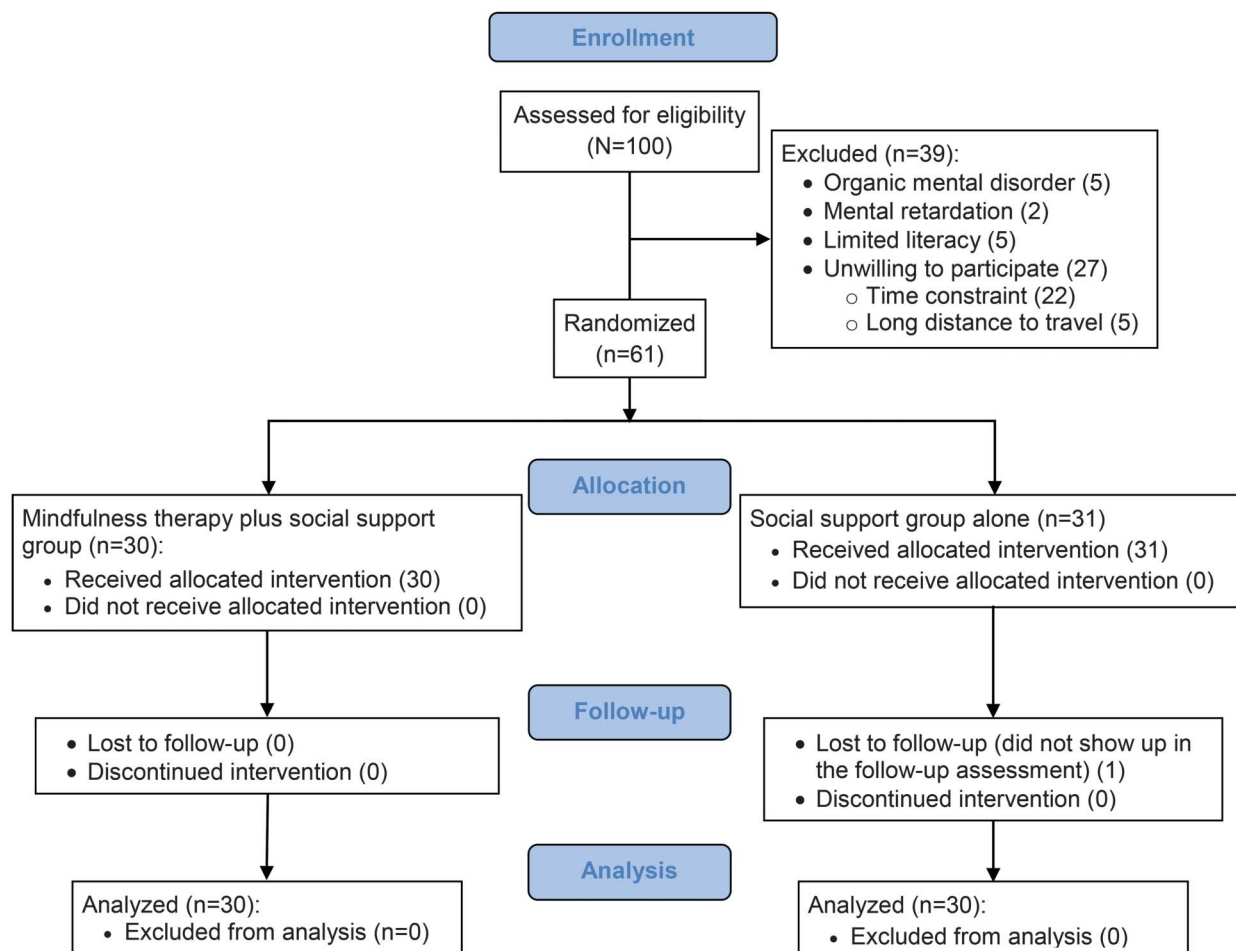 Enrollment
Assessed for eligibility
(N=100)
Excluded (n=39):
• Organic mental disorder (5)
• Mental retardation (2)
• Limited literacy (5)
• Unwilling to participate (27)
○ Time constraint (22)
○ Long distance to travel (5)
Randomized
(n=61)
Allocation
Mindfulness therapy plus social support
group (n=30):
• Received allocated intervention (30)
• Did not receive allocated intervention (0)
Social support group alone (n=31)
• Received allocated intervention (31)
• Did not receive allocated intervention (0)
Follow-up
• Lost to follow-up (0)
• Discontinued intervention (0)
• Lost to follow-up (did not show up in
the follow-up assessment) (1)
• Discontinued intervention (0)
Analysis
Analyzed (n=30):
• Excluded from analysis (n=0)
Analyzed (n=30):
• Excluded from analysis (0)